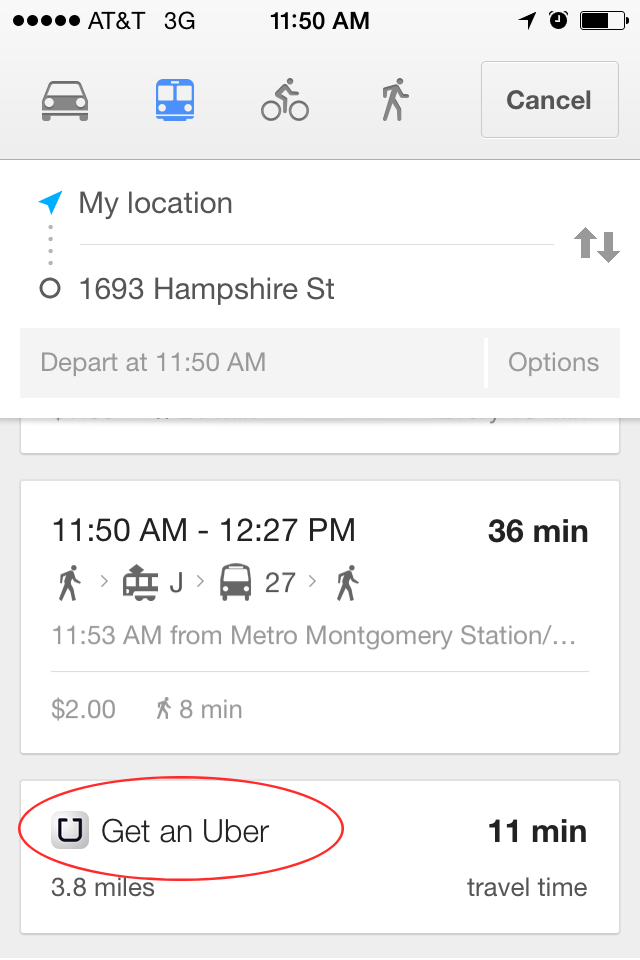 AT&T 3G 11:50 AM
Cancel
My location
1693 Hampshire St
Depart at 11:50 AM Options
11:50 AM - 12:27 PM 36 min
J 27
11:53 AM from Metro Montgomery Station/...
$2.00 8 min
Get an Uber 11 min
3.8 miles travel time